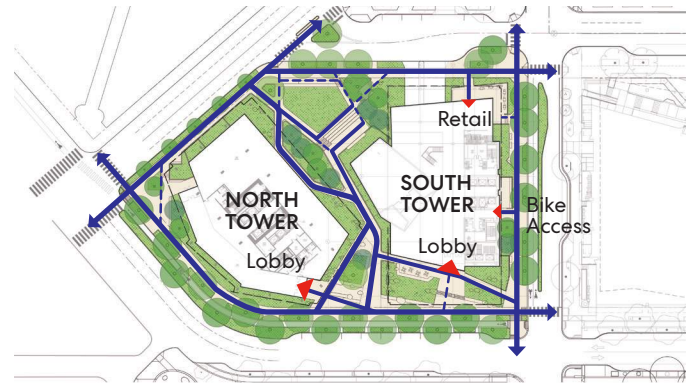 Retail
NORTH
TOWER
SOUTH
TOWER
Bike
Access
Lobby
Lobby